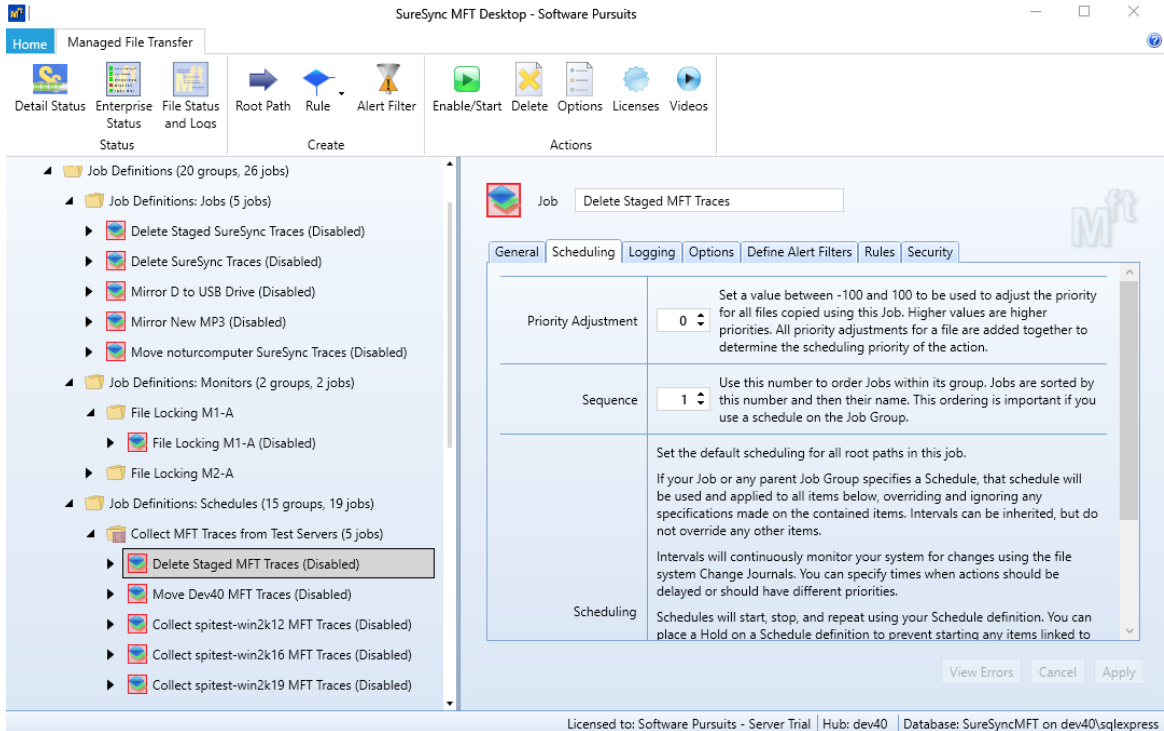 SureSync MFT Desktop - Software Pursuits
Home
Managed File Transfer
Detail Status
Enterprise
Status
File Status
and Logs
Root Path
Rule
Alert Filter
Enable/Start
Delete
Options
Licenses
Videos
Status
Create
Actions
Job Definitions (20 groups, 26 jobs)
Job Definitions: Jobs (5 jobs)
Delete Staged SureSync Traces (Disabled)
Delete SureSync Traces (Disabled)
Mirror D to USB Drive (Disabled)
Mirror New MP3 (Disabled)
Move noturcomputer SureSync Traces (Disabled)
Job Definitions: Monitors (2 groups, 2 jobs)
File Locking M1-A
File Locking M1-A (Disabled)
File Locking M2-A
Job Definitions: Schedules (15 groups, 19 jobs)
Collect MFT Traces from Test Servers (5 jobs)
Delete Staged MFT Traces (Disabled)
Move Dev40 MFT Traces (Disabled)
Collect spitest-win2k12 MFT Traces (Disabled)
Collect spitest-win2k16 MFT Traces (Disabled)
Collect spitest-win2k19 MFT Traces (Disabled)
Job
Delete Staged MFT Traces
Mft
General
Scheduling
Logging
Options
Define Alert Filters
Rules
Security
Priority Adjustment
0
Set a value between -100 and 100 to be used to adjust the priority
for all files copied using this Job. Higher values are higher
priorities. All priority adjustments for a file are added together to
determine the scheduling priority of the action.
Sequence
1
Use this number to order Jobs within its group. Jobs are sorted by
this number and then their name. This ordering is important if you
use a schedule on the Job Group.
Scheduling
Set the default scheduling for all root paths in this job.
If your Job or any parent Job Group specifies a Schedule, that schedule will
be used and applied to all items below, overriding and ignoring any
specifications made on the contained items. Intervals can be inherited, but do
not override any other items.
Intervals will continuously monitor your system for changes using the file
system Change Journals. You can specify times when actions should be
delayed or should have different priorities.
Schedules will start, stop, and repeat using your Schedule definition. You can
place a Hold on a Schedule definition to prevent starting any items linked to
View Errors
Cancel
Apply
Licensed to: Software Pursuits - Server Trial
Hub: dev40
Database: SureSyncMFT on dev40\sqlexpress